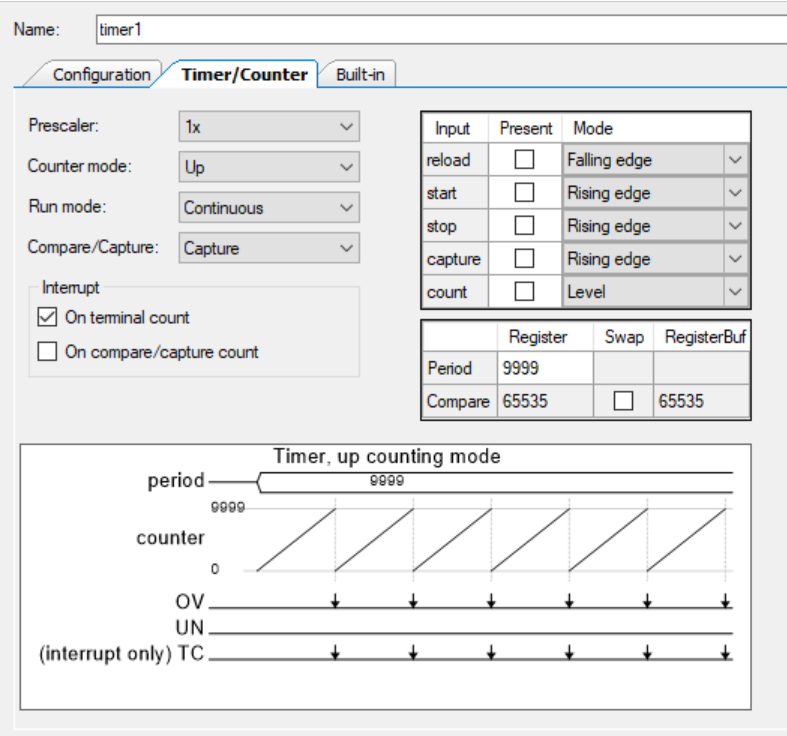 Name: timer1
Configuration Timer/Counter Built-in
Prescaler: 1x
Counter mode: Up
Run mode: Continuous
Compare/Capture: Capture
Interrupt
On terminal count
On compare/capture count
Input Present Mode
reload Falling edge
start Rising edge
stop Rising edge
capture Rising edge
count Level
Register Swap RegisterBuf
Period 9999
Compare 65535 65535
Timer, up counting mode
period 9999
9999
counter
0
OV
UN
(interrupt only) TC